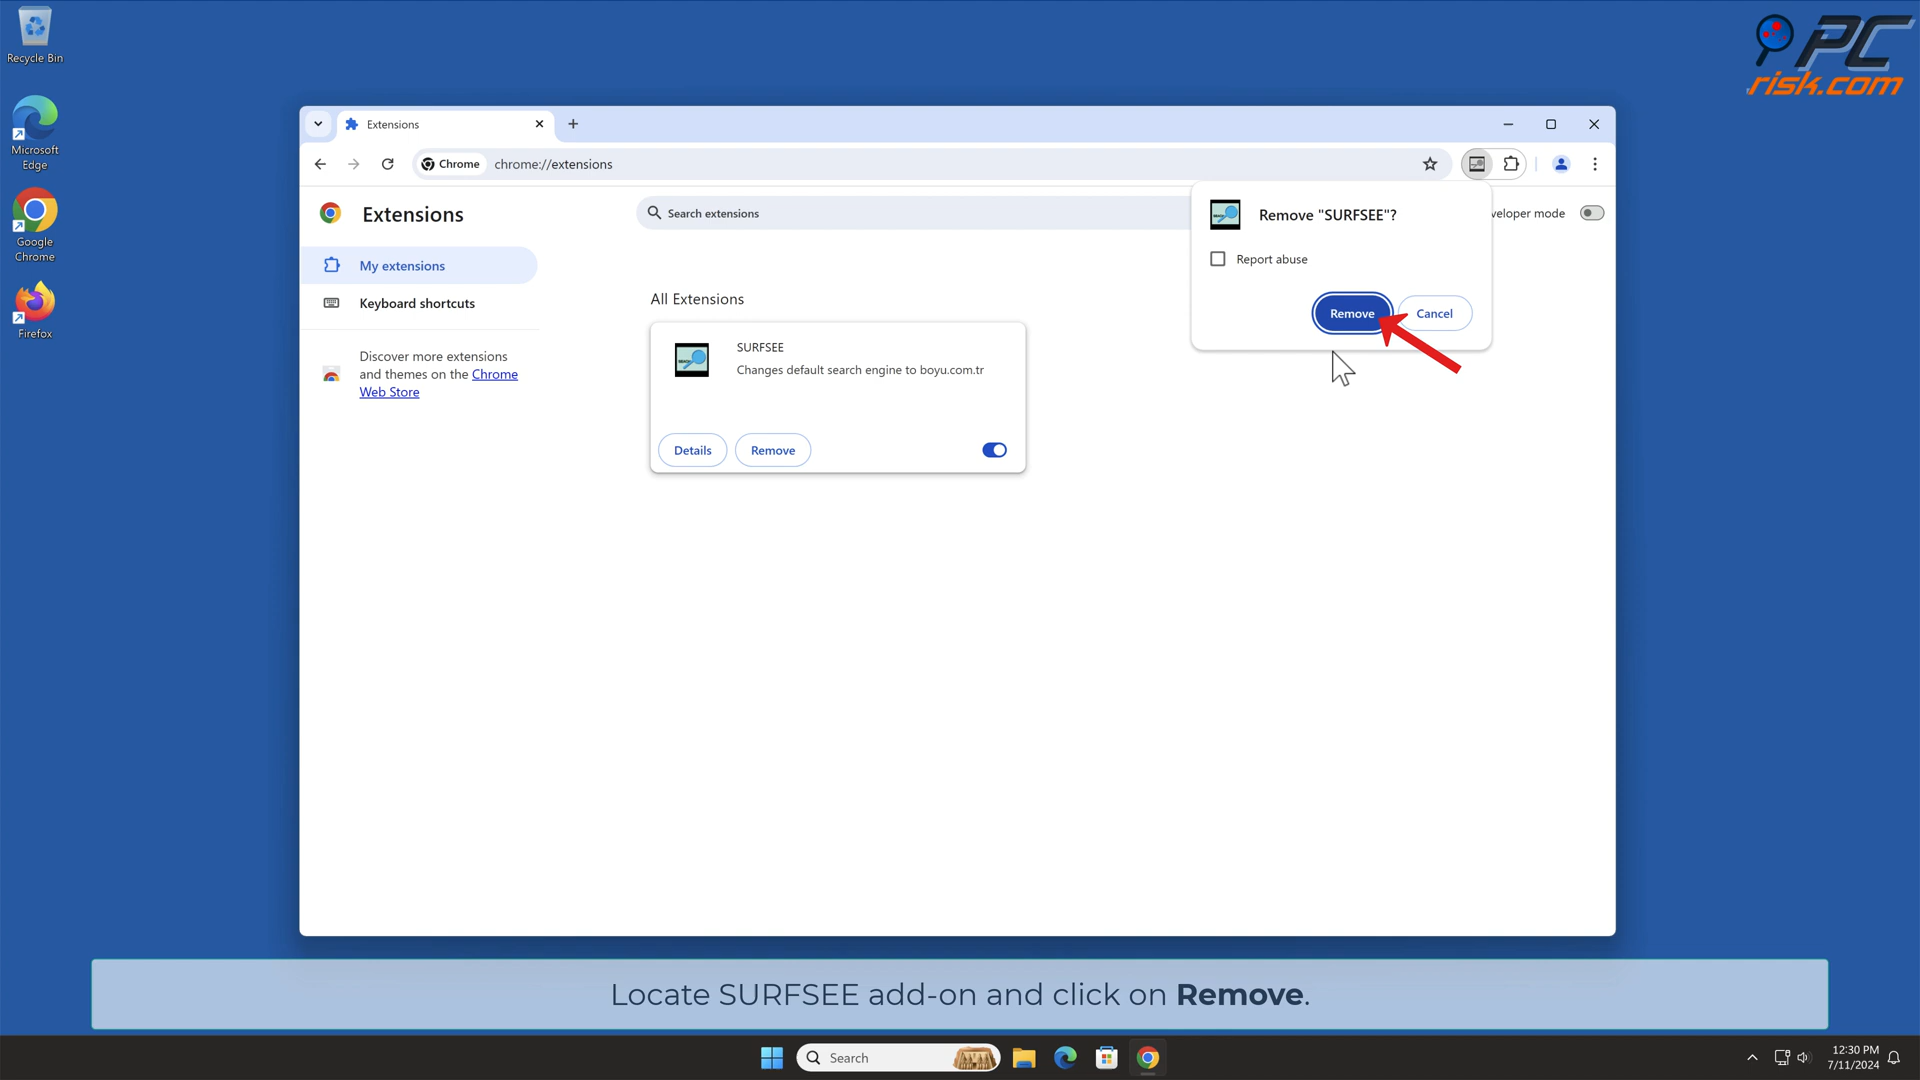 Recycle Bin
Microsoft
Edge
Google
Chrome
Firefox
PC
risk.com
Extensions
Chrome
chrome://extensions
Extensions
Search extensions
veloper mode
My extensions
Keyboard shortcuts
Discover more extensions
and themes on the Chrome
Web Store
All Extensions
SURFSEE
Changes default search engine to boyu.com.tr
Details
Remove
Remove "SURFSEE"?
Report abuse
Remove
Cancel
Locate SURFSEE add-on and click on Remove.
Search
12:30 PM
7/11/2024